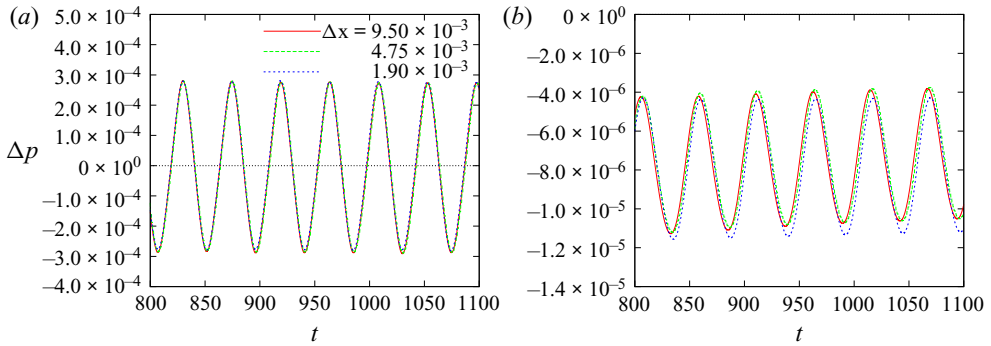 (a)
5.0 × 10⁻⁴
4.0 × 10⁻⁴
3.0 × 10⁻⁴
2.0 × 10⁻⁴
1.0 × 10⁻⁴
0 × 10⁰
–1.0 × 10⁻⁴
–2.0 × 10⁻⁴
–3.0 × 10⁻⁴
–4.0 × 10⁻⁴
Δp
Δx = 9.50 × 10⁻³
4.75 × 10⁻³
1.90 × 10⁻³
800 850 900 950 1000 1050 1100
t
(b)
0 × 10⁰
–2.0 × 10⁻⁶
–4.0 × 10⁻⁶
–6.0 × 10⁻⁶
–8.0 × 10⁻⁶
–1.0 × 10⁻⁵
–1.2 × 10⁻⁵
–1.4 × 10⁻⁵
800 850 900 950 1000 1050 1100
t